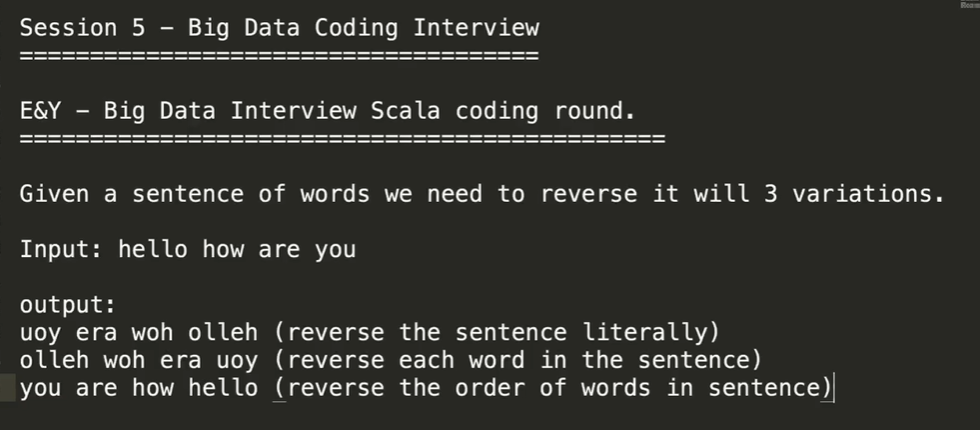 Session 5 - Big Data Coding Interview
=====================================
E&Y - Big Data Interview Scala coding round.
==============================================
Given a sentence of words we need to reverse it will 3 variations.
Input: hello how are you
output:
uoy era woh olleh (reverse the sentence literally)
olleh woh era uoy (reverse each word in the sentence)
you are how hello (reverse the order of words in sentence)